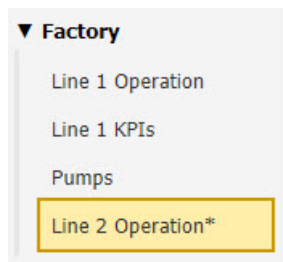 ▼ Factory
Line 1 Operation
Line 1 KPIs
Pumps
Line 2 Operation*